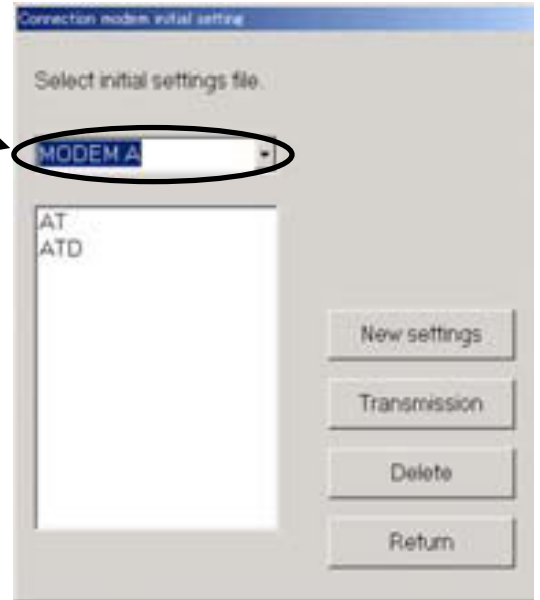 Connection modem initial setting
Select initial settings file.
MODEM A
AT
ATD
New settings
Transmission
Delete
Return